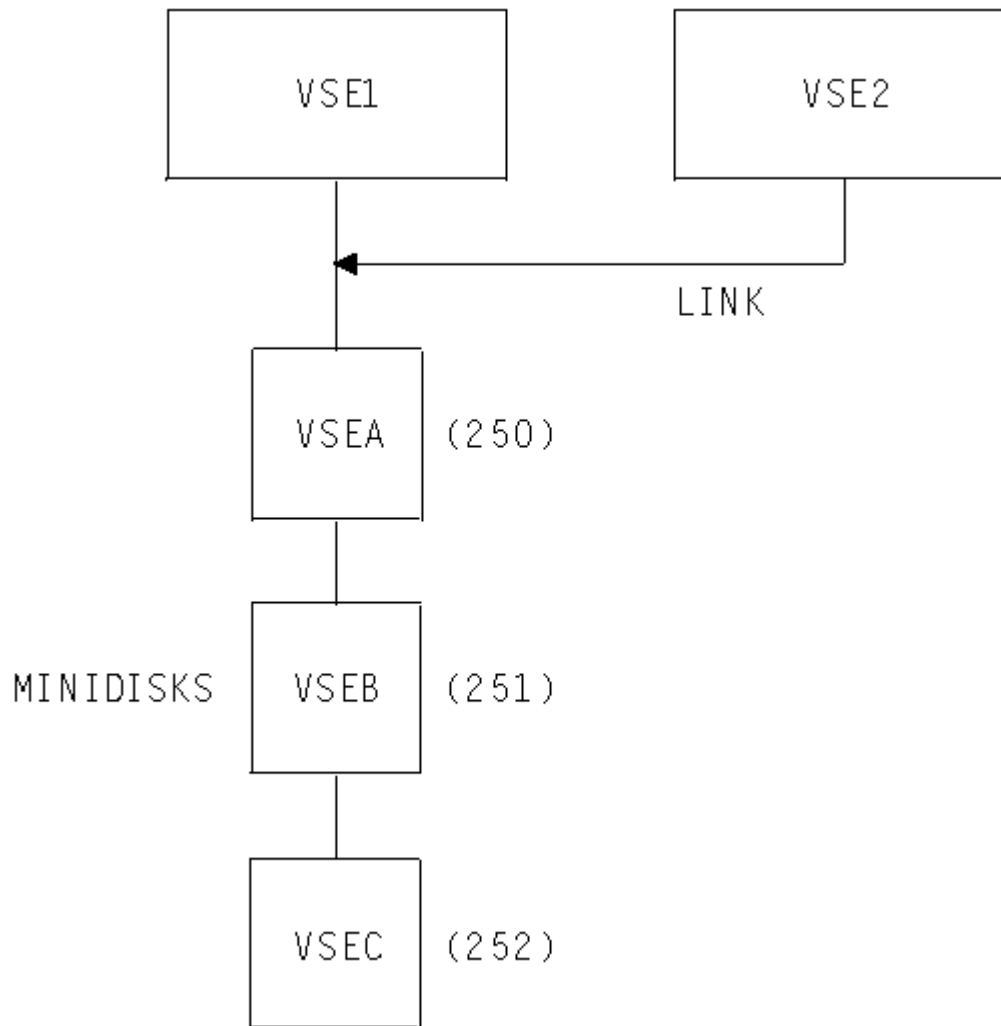 VSE1
VSE2
LINK
VSEA (250)
MINIDISKS VSEB (251)
VSEC (252)